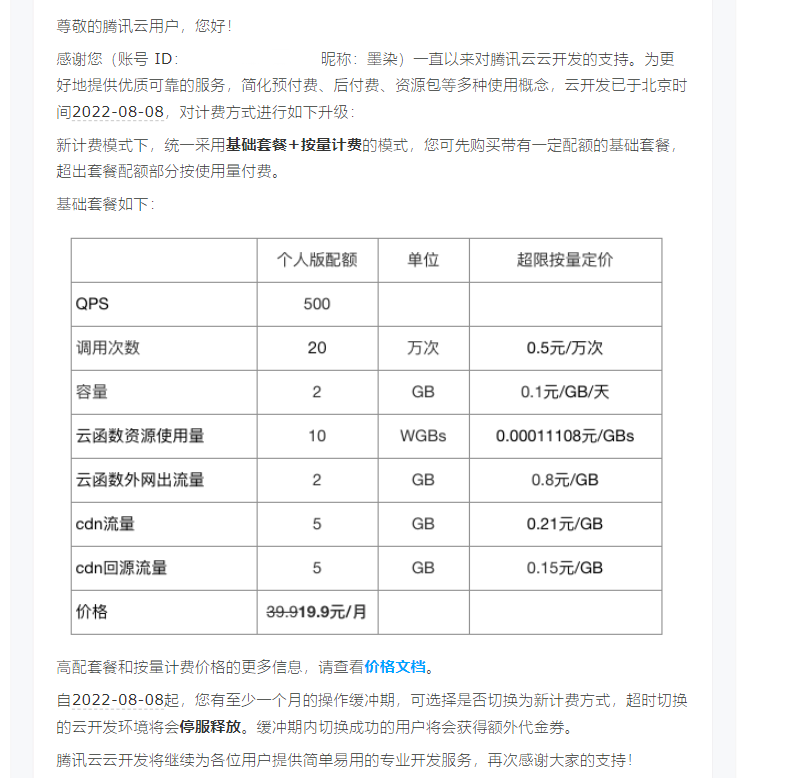 尊敬的腾讯云用户，您好！
感谢您（账号 ID： 昵称：墨染）一直以来对腾讯云云开发的支持。为更
好地提供优质可靠的服务，简化预付费、后付费、资源包等多种使用概念，云开发已于北京时
间2022-08-08，对计费方式进行如下升级：
新计费模式下，统一采用基础套餐+按量计费的模式，您可先购买带有一定配额的基础套餐，
超出套餐配额部分按使用量付费。
基础套餐如下：
个人版配额 单位 超限按量定价
QPS 500
调用次数 20 万次 0.5元/万次
容量 2 GB 0.1元/GB/天
云函数资源使用量 10 WGBs 0.00011108元/GBs
云函数外网出流量 2 GB 0.8元/GB
cdn流量 5 GB 0.21元/GB
cdn回源流量 5 GB 0.15元/GB
价格 39.919.9元/月
高配套餐和按量计费价格的更多信息，请查看价格文档。
自2022-08-08起，您有至少一个月的操作缓冲期，可选择是否切换为新计费方式，超时切换
的云开发环境将会停服释放。缓冲期内切换成功的用户将会获得额外代金券。
腾讯云云开发将继续为各位用户提供简单易用的专业开发服务，再次感谢大家的支持！